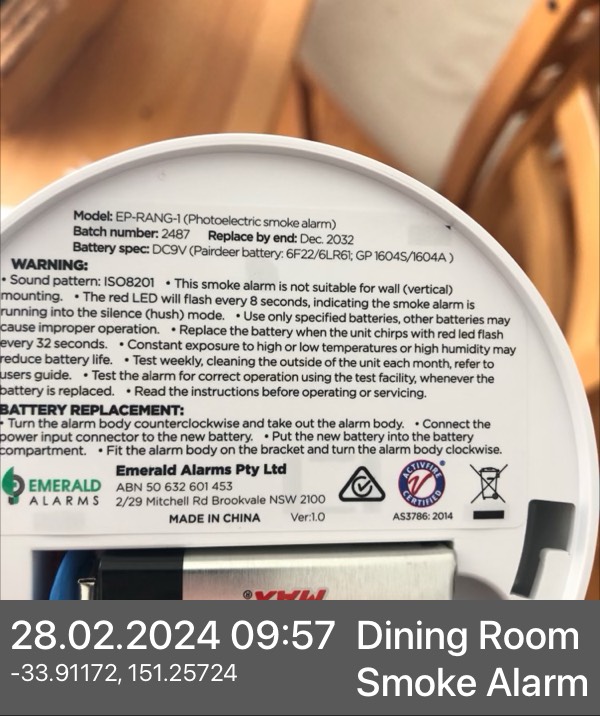 Model: EP-RANG-1 (Photoelectric smoke alarm)
Batch number: 2487 Replace by end: Dec. 2032
Battery spec: DC9V (Pairdeer battery: 6F22/6LR61; GP 1604S/1604A )
WARNING:
• Sound pattern: ISO8201 • This smoke alarm is not suitable for wall (vertical)
mounting. • The red LED will flash every 8 seconds, indicating the smoke alarm is
running into the silence (hush) mode. • Use only specified batteries, other batteries may
cause improper operation. • Replace the battery when the unit chirps with red led flash
every 32 seconds. • Constant exposure to high or low temperatures or high humidity may
reduce battery life. • Test weekly, cleaning the outside of the unit each month, refer to
users guide. • Test the alarm for correct operation using the test facility, whenever the
battery is replaced. • Read the instructions before operating or servicing.
BATTERY REPLACEMENT:
• Turn the alarm body counterclockwise and take out the alarm body. • Connect the
power input connector to the new battery. • Put the new battery into the battery
compartment. • Fit the alarm body on the bracket and turn the alarm body clockwise.
EMERALD
ALARMS
Emerald Alarms Pty Ltd
ABN 50 632 601 453
2/29 Mitchell Rd Brookvale NSW 2100
MADE IN CHINA Ver:1.0
ACTIVFIRE
CERTIFIED
AS3786: 2014
MAX®
28.02.2024 09:57
-33.91172, 151.25724
Dining Room
Smoke Alarm